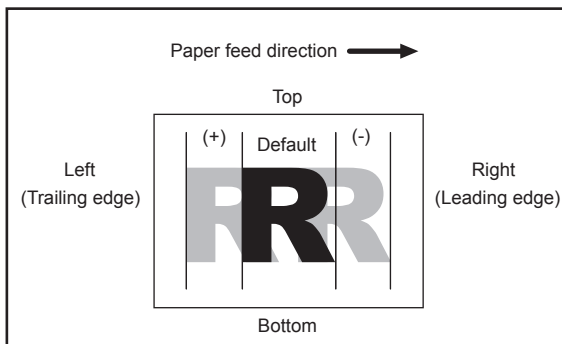 Paper feed direction
Top
(+)
Default
(-)
Left
(Trailing edge)
RRR
Right
(Leading edge)
Bottom